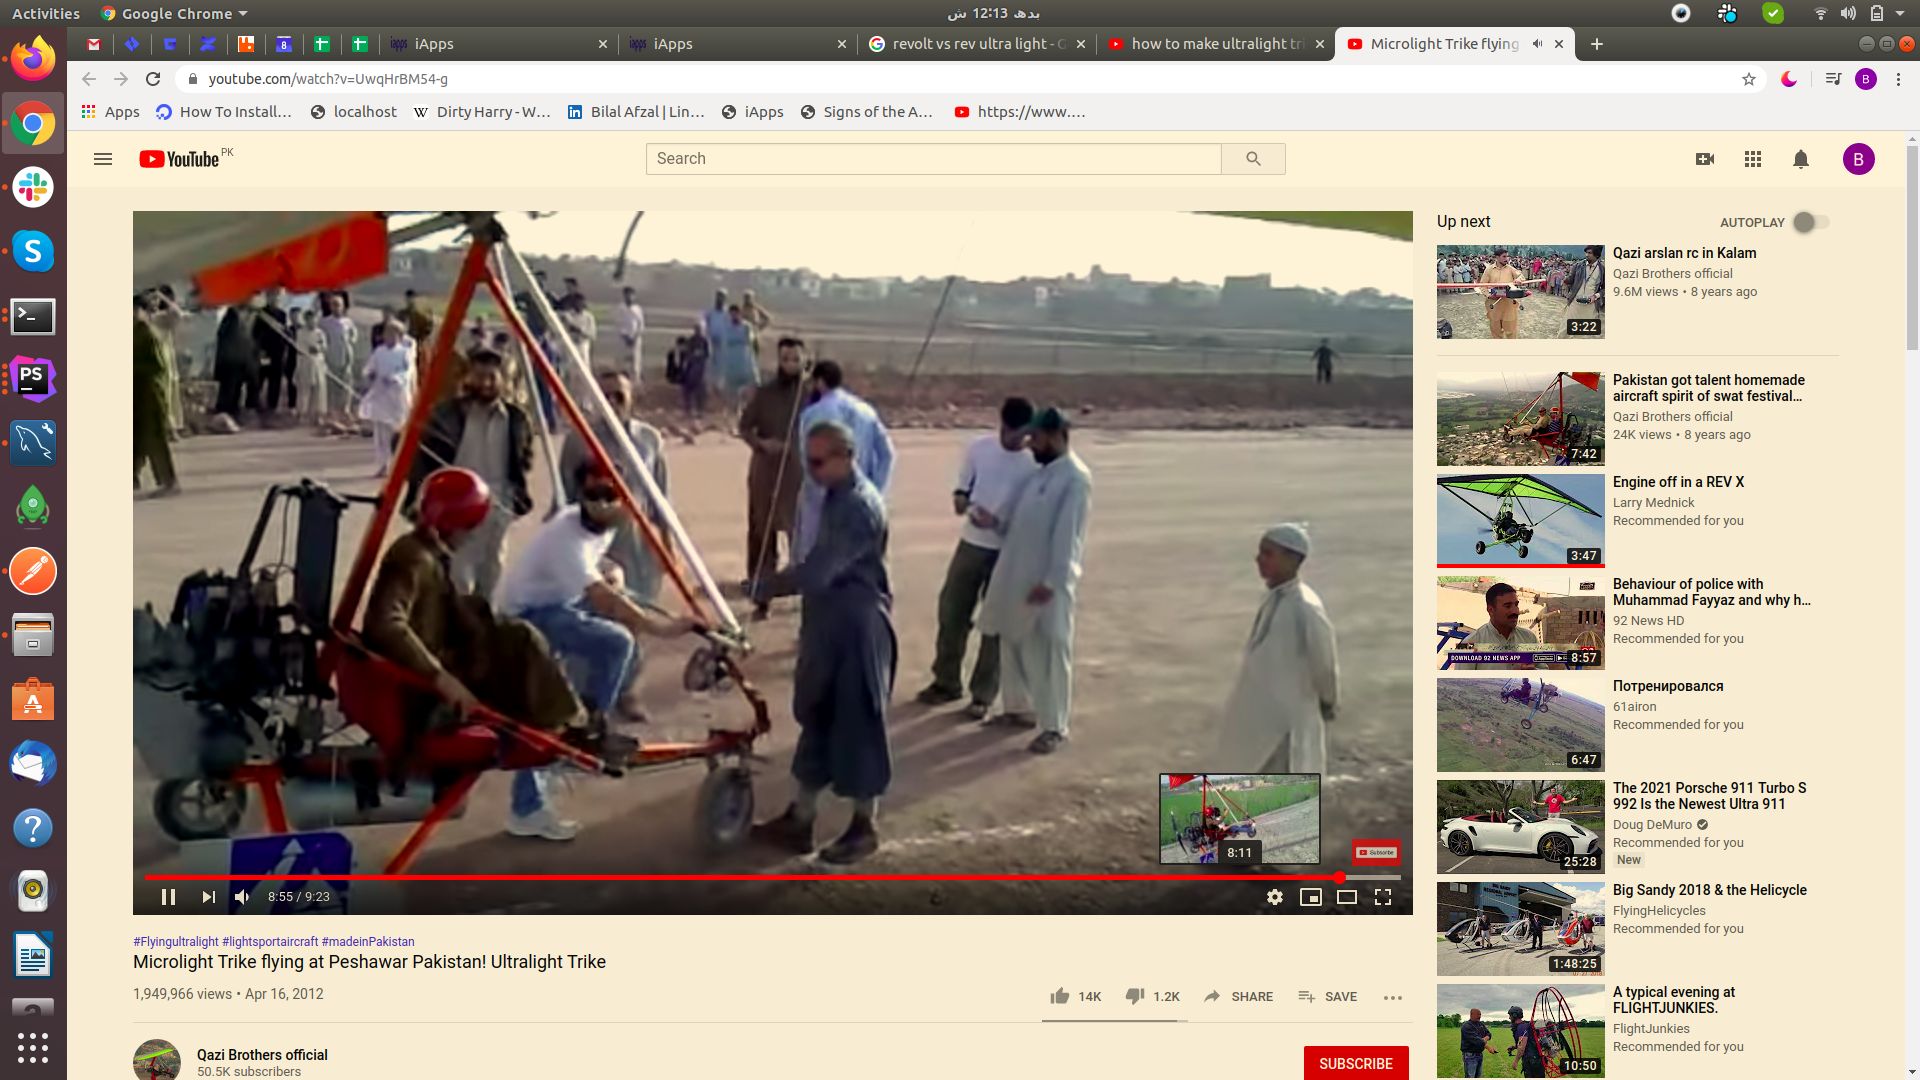 Activities
Google Chrome
بدھ 12:13 ش
iApps
iApps
revolt vs rev ultra light - G
how to make ultralight tri
Microlight Trike flying
youtube.com/watch?v=UwqHrBM54-g
B
Apps
How To Install...
localhost
Dirty Harry - W...
Bilal Afzal | Lin...
iApps
Signs of the A...
https://www....
YouTube PK
Search
B
Up next
AUTOPLAY
Qazi arslan rc in Kalam
Qazi Brothers official
9.6M views • 8 years ago
3:22
Pakistan got talent homemade
aircraft spirit of swat festival...
Qazi Brothers official
24K views • 8 years ago
7:42
Engine off in a REV X
Larry Mednick
Recommended for you
3:47
Behaviour of police with
Muhammad Fayyaz and why h...
92 News HD
Recommended for you
DOWNLOAD 92 NEWS APP
8:57
Потренировался
61airon
Recommended for you
6:47
The 2021 Porsche 911 Turbo S
992 Is the Newest Ultra 911
Doug DeMuro
Recommended for you
New
25:28
Big Sandy 2018 & the Helicycle
FlyingHelicycles
Recommended for you
1:48:25
A typical evening at
FLIGHTJUNKIES.
FlightJunkies
Recommended for you
10:50
8:11
Subscribe
8:55 / 9:23
#Flyingultralight #lightsportaircraft #madeinPakistan
Microlight Trike flying at Peshawar Pakistan! Ultralight Trike
1,949,966 views • Apr 16, 2012
14K
1.2K
SHARE
SAVE
Qazi Brothers official
50.5K subscribers
SUBSCRIBE
PS